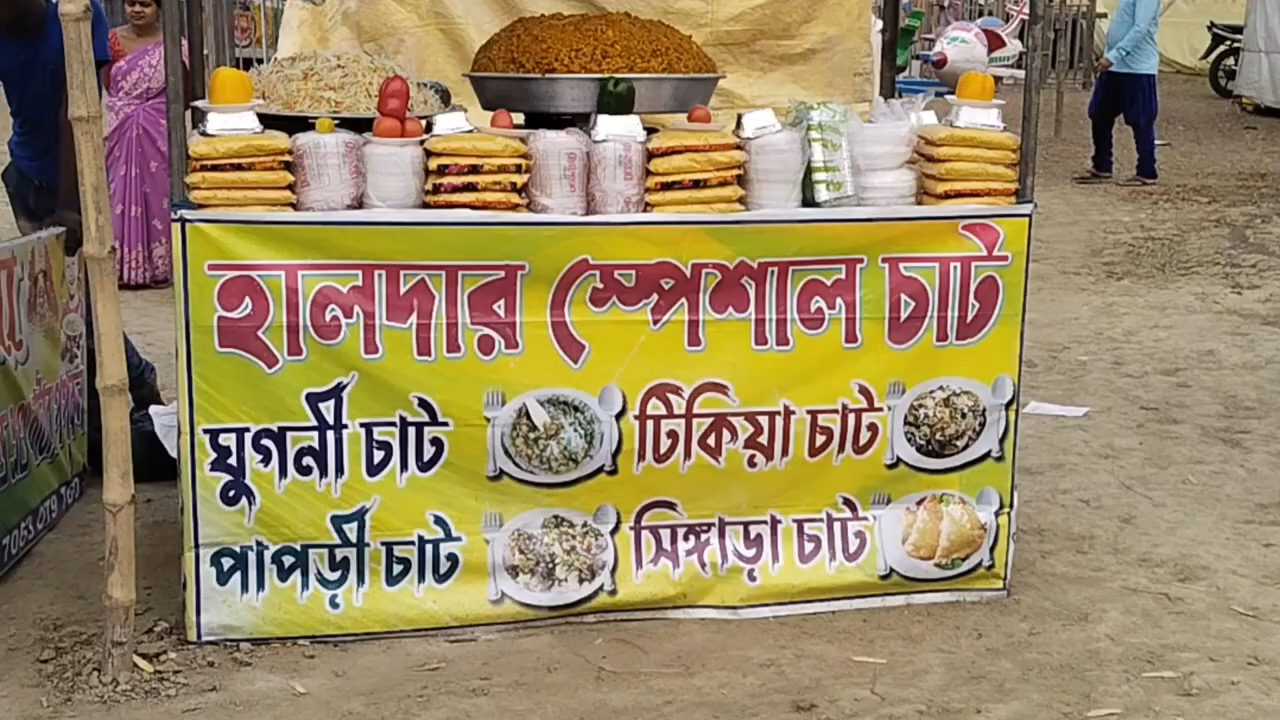 হালদার স্পেশাল চাট
ঘুগনী চাট
টিকিয়া চাট
পাপড়ী চাট
সিঙ্গাড়া চাট